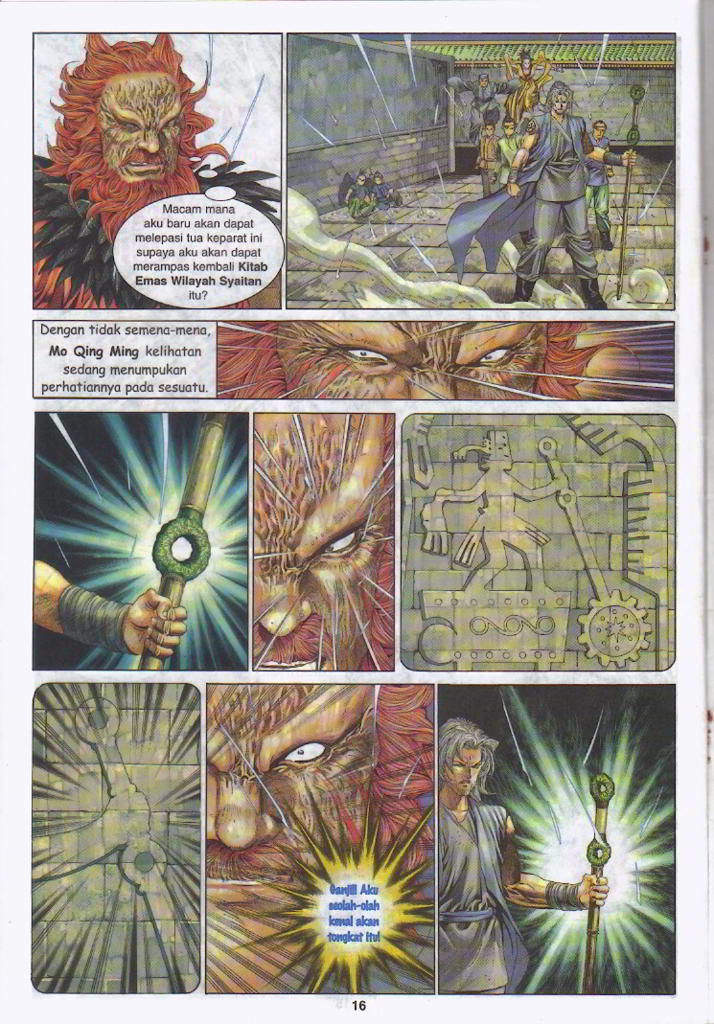 Macam mana
aku baru akan dapat
melepasi tua keparat ini
supaya aku akan dapat
merampas kembali Kitab
Emas Wilayah Syaitan
itu?
Dengan tidak semena-mena,
Mo Qing Ming kelihatan
sedang menumpukan
perhatiannya pada sesuatu.
Ganjil! Aku
seolah-olah
kenal akan
tongkat itu!
16